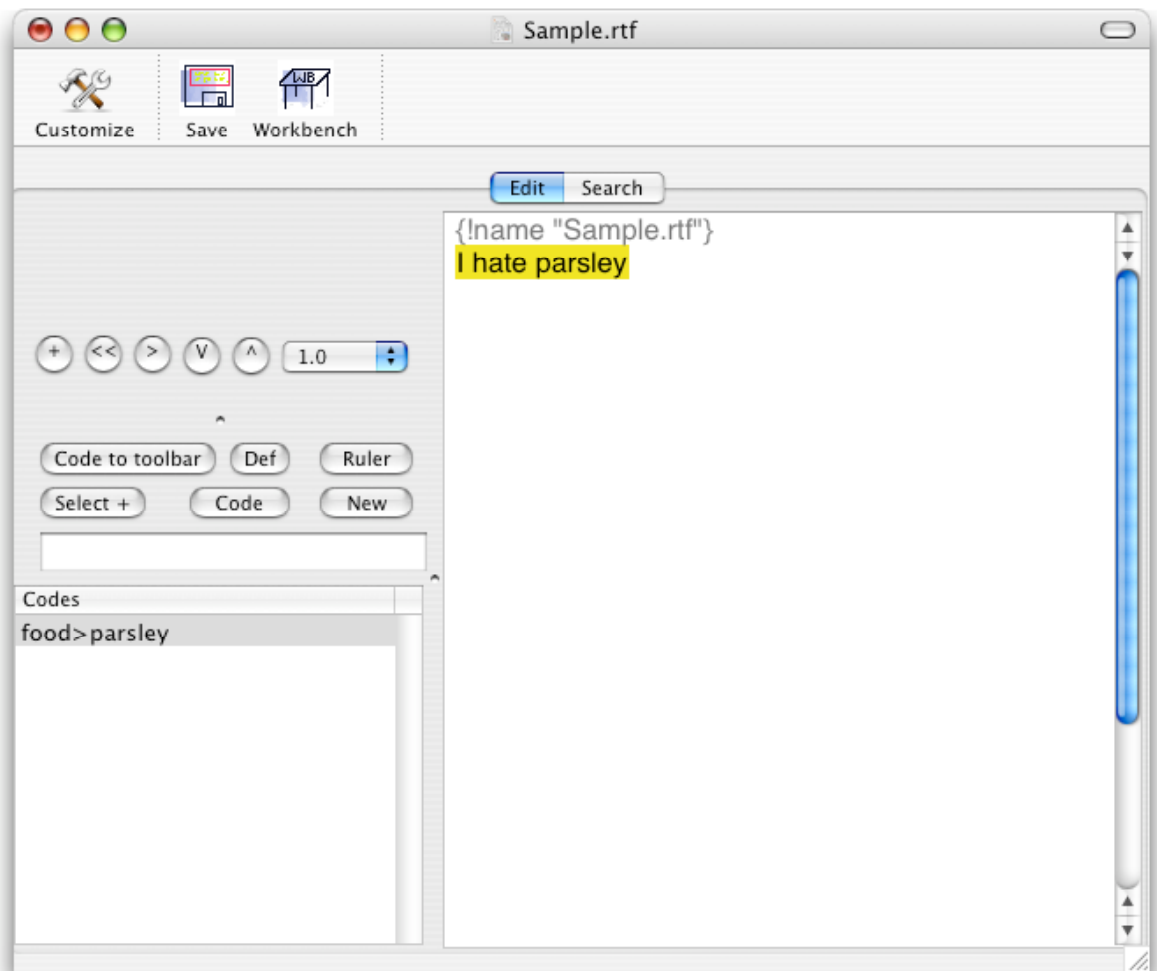 Sample.rtf
WB
Customize Save Workbench
Edit Search
{!name "Sample.rtf"}
I hate parsley
+ << > V ^ 1.0
Code to toolbar Def Ruler
Select + Code New
Codes
food>parsley